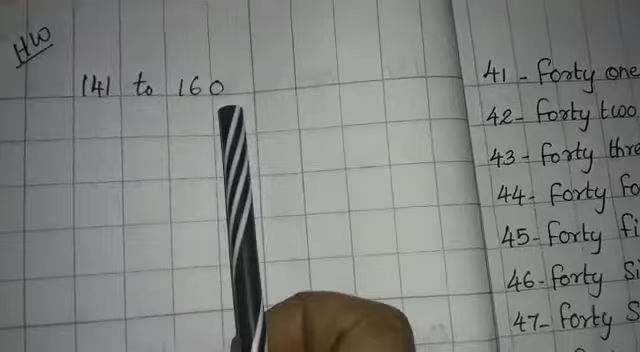 HW
141 to 160
41 - forty one
42 - forty two
43 - forty
44 - forty
45 - forty
46 - forty
47 - forty